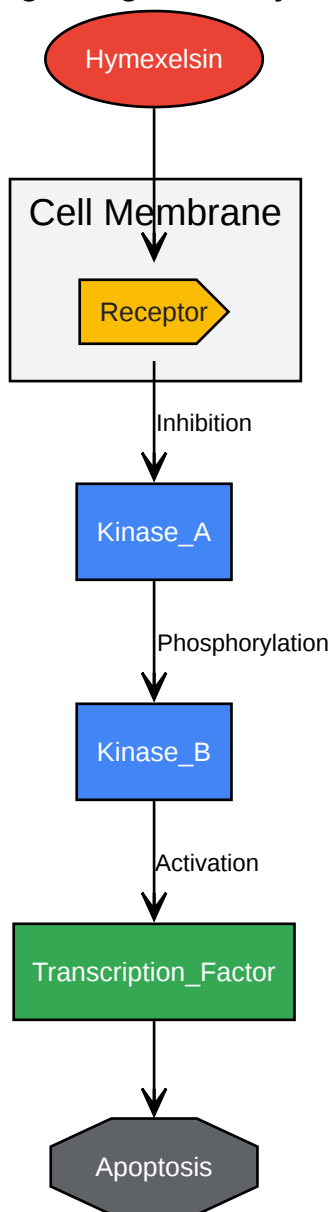 Hymexelsin
Cell Membrane
Receptor
Inhibition
Kinase_A
Phosphorylation
Kinase_B
Activation
Transcription_Factor
Apoptosis